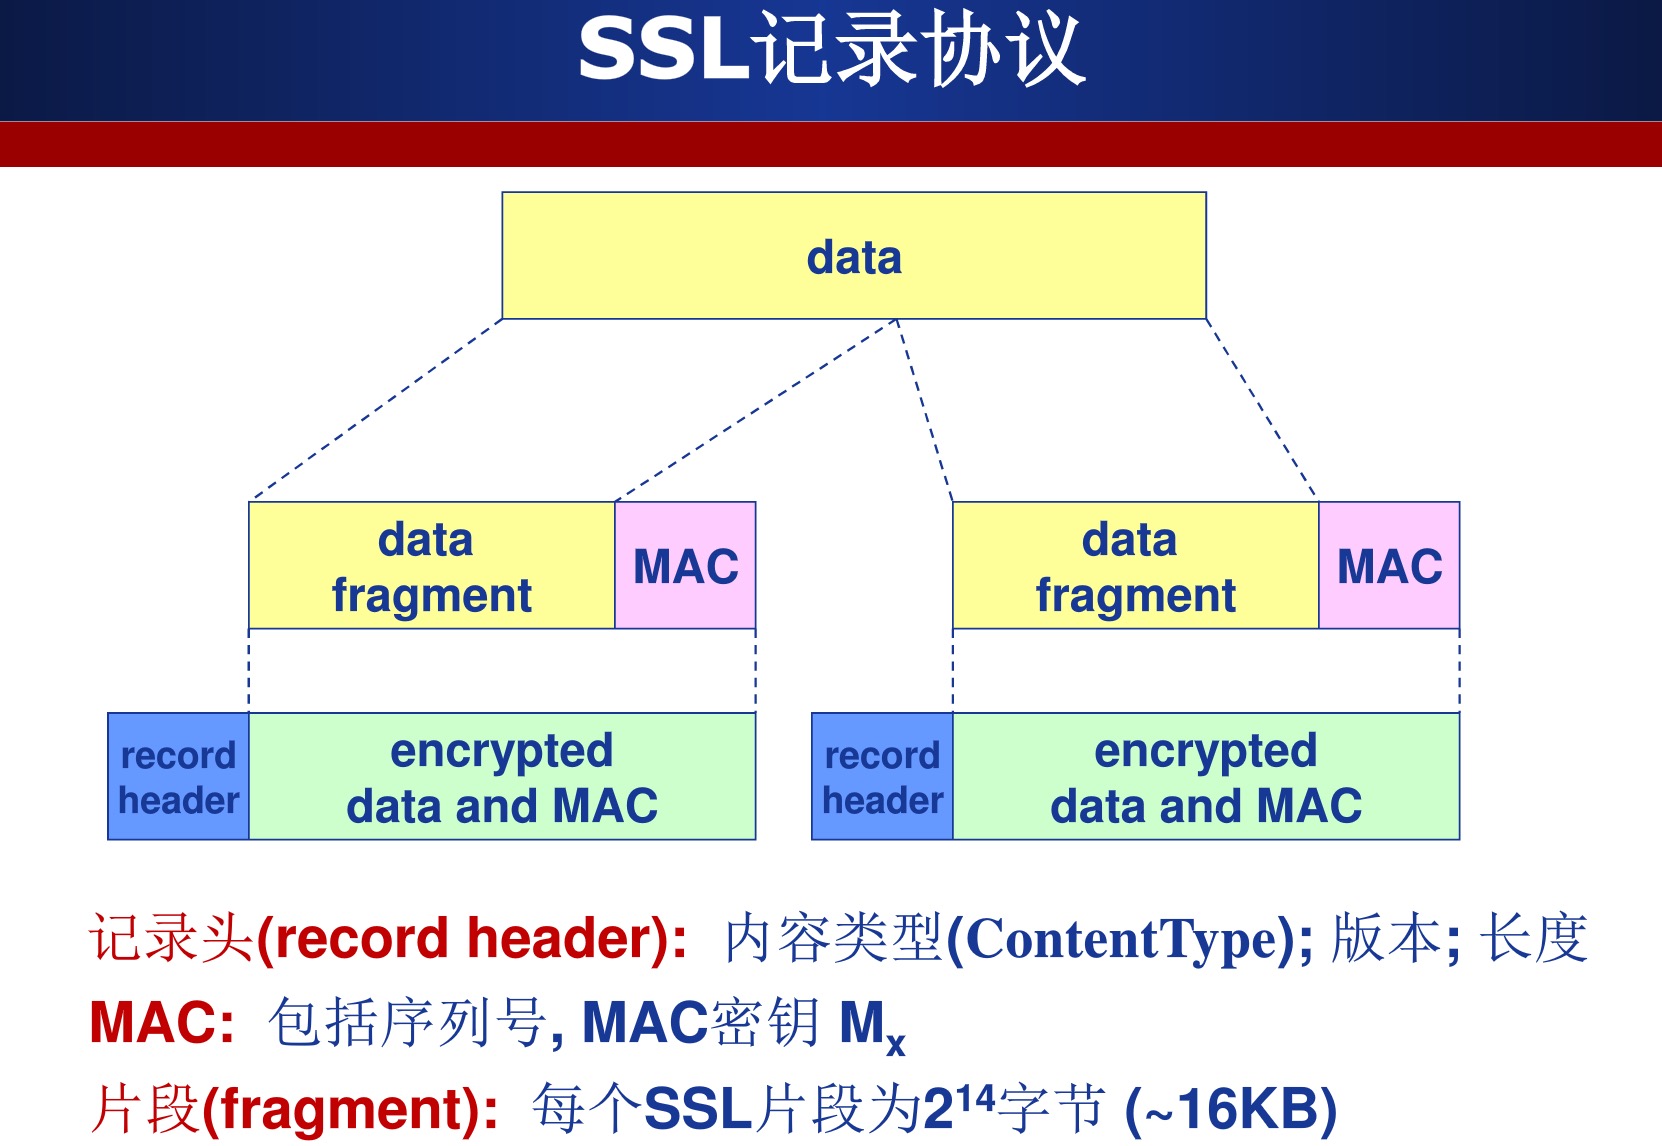 SSL记录协议
data
data
fragment
MAC
data
fragment
MAC
record
header
encrypted
data and MAC
record
header
encrypted
data and MAC
记录头(record header): 内容类型(ContentType); 版本; 长度
MAC: 包括序列号, MAC密钥 Mx
片段(fragment): 每个SSL片段为2¹⁴字节 (~16KB)